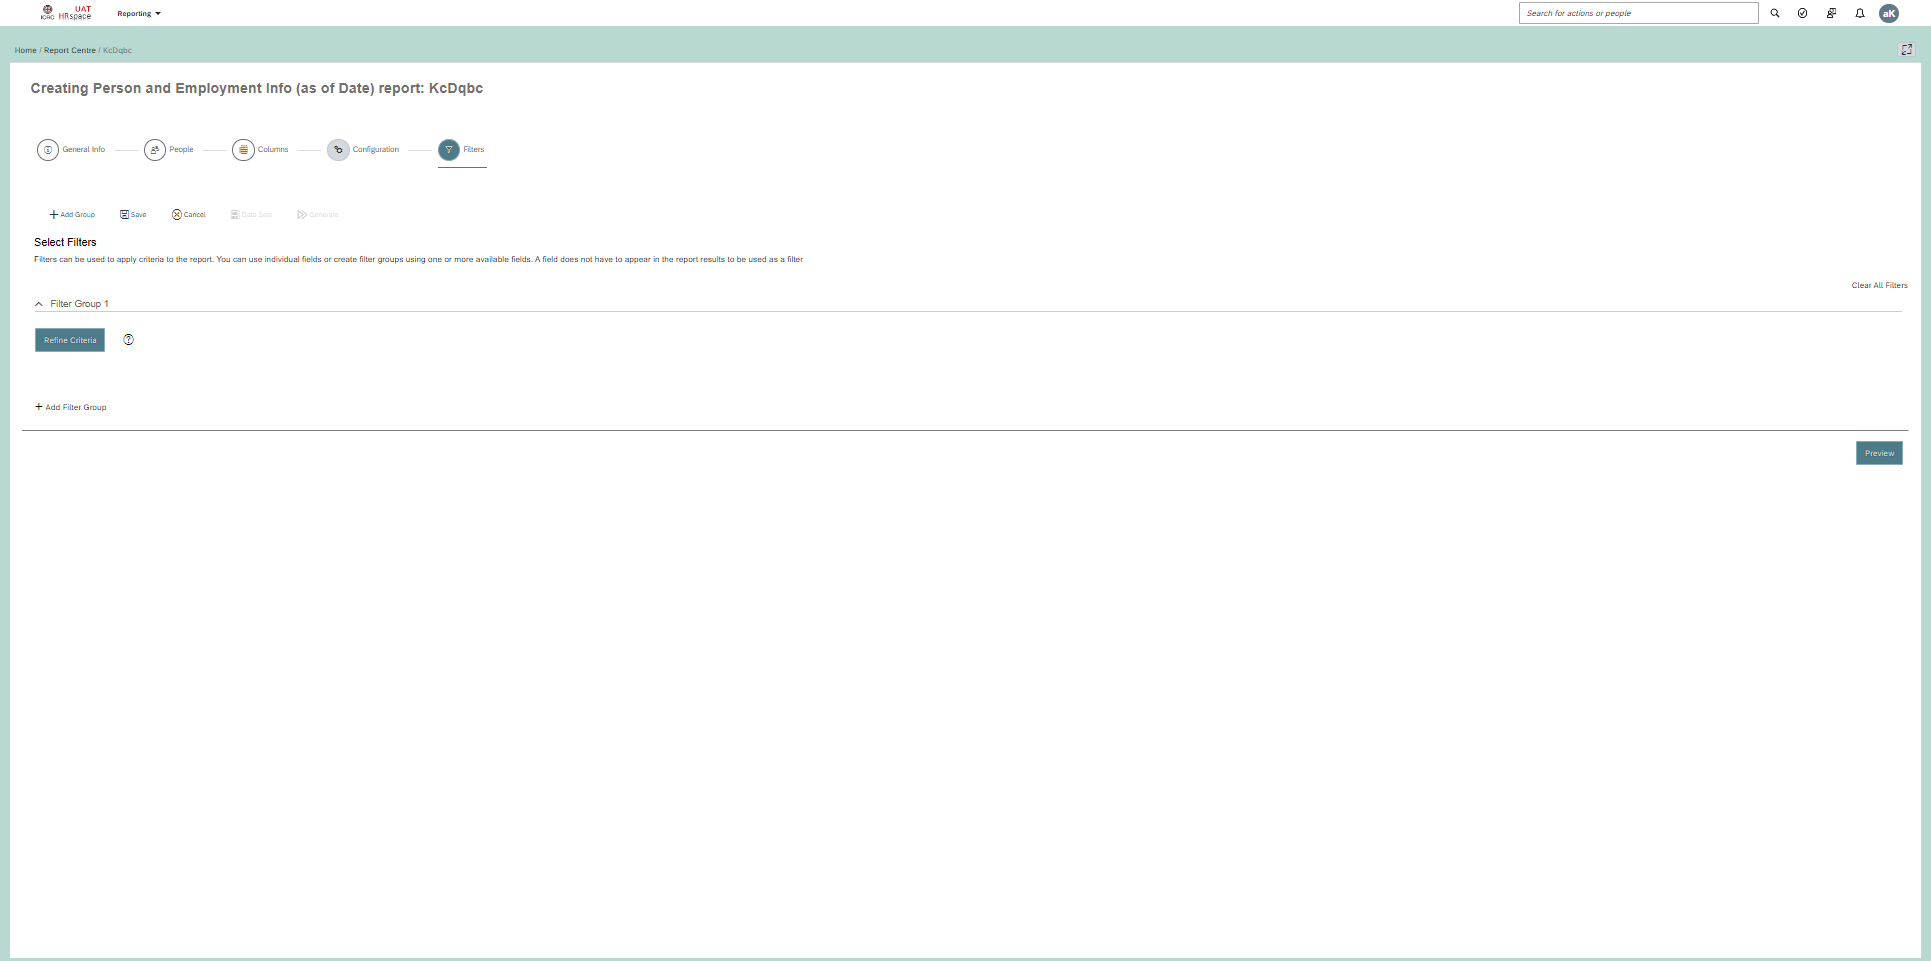 ICRC UAT HRspace Reporting Search for actions or people aK
Home / Report Centre / KcDqbc
Creating Person and Employment Info (as of Date) report: KcDqbc
General Info People Columns Configuration Filters
Add Group Save Cancel Data Sets Generate
Select Filters
Filters can be used to apply criteria to the report. You can use individual fields or create filter groups using one or more available fields. A field does not have to appear in the report results to be used as a filter
Clear All Filters
Filter Group 1
Refine Criteria
Add Filter Group
Preview